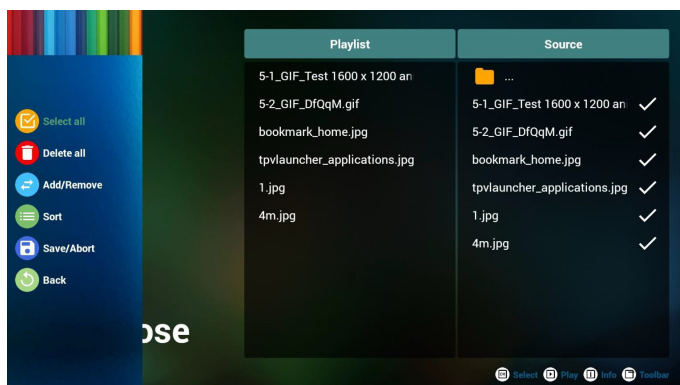 Select all
Delete all
Add/Remove
Sort
Save/Abort
Back
ose
Playlist
5-1_GIF_Test 1600 x 1200 an
5-2_GIF_DfQqM.gif
bookmark_home.jpg
tpvlauncher_applications.jpg
1.jpg
4m.jpg
Source
...
5-1_GIF_Test 1600 x 1200 an
5-2_GIF_DfQqM.gif
bookmark_home.jpg
tpvlauncher_applications.jpg
1.jpg
4m.jpg
Select Play Info Toolbar